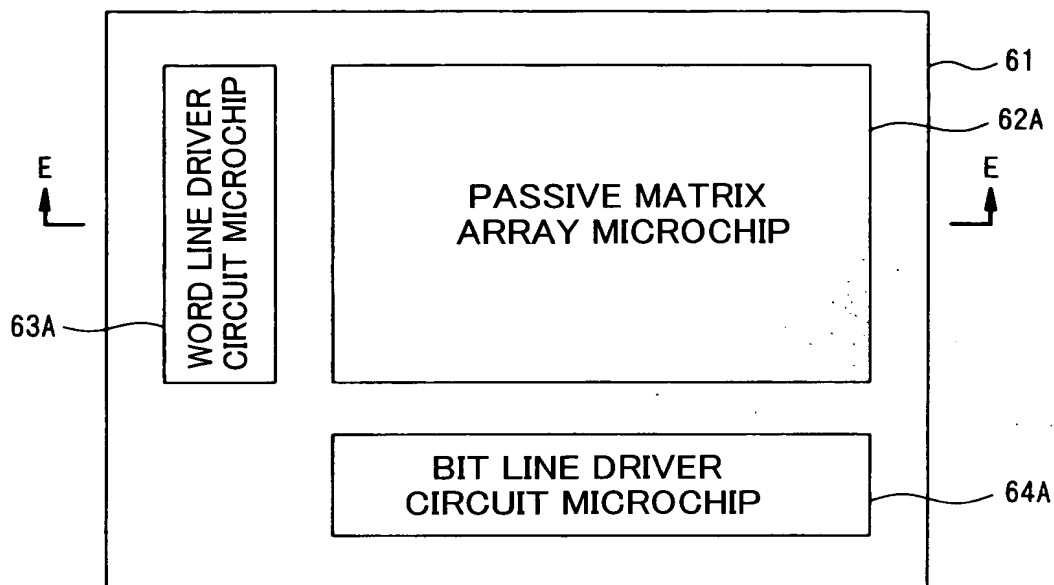 61
62A
E
E
WORD LINE DRIVER
CIRCUIT MICROCHIP
PASSIVE MATRIX
ARRAY MICROCHIP
63A
BIT LINE DRIVER
CIRCUIT MICROCHIP
64A